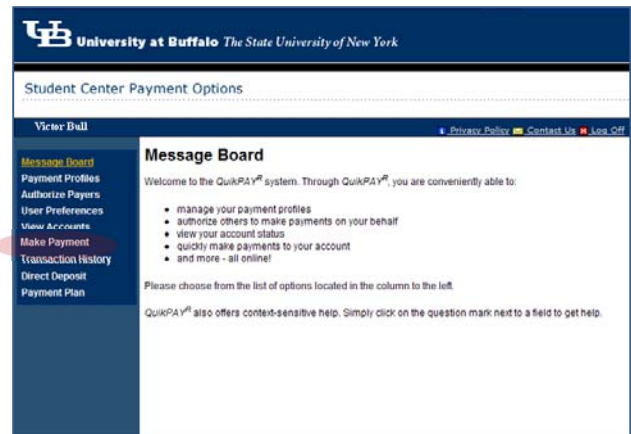 UB University at Buffalo The State University of New York
Student Center Payment Options
Victor Bull
Privacy Policy Contact Us Log Off
Message Board
Payment Profiles
Authorize Payers
User Preferences
View Accounts
Make Payment
Transaction History
Direct Deposit
Payment Plan
Message Board
Welcome to the QuikPAY® system. Through QuikPAY®, you are conveniently able to:
• manage your payment profiles
• authorize others to make payments on your behalf
• view your account status
• quickly make payments to your account
• and more - all online!
Please choose from the list of options located in the column to the left.
QuikPAY® also offers context-sensitive help. Simply click on the question mark next to a field to get help.